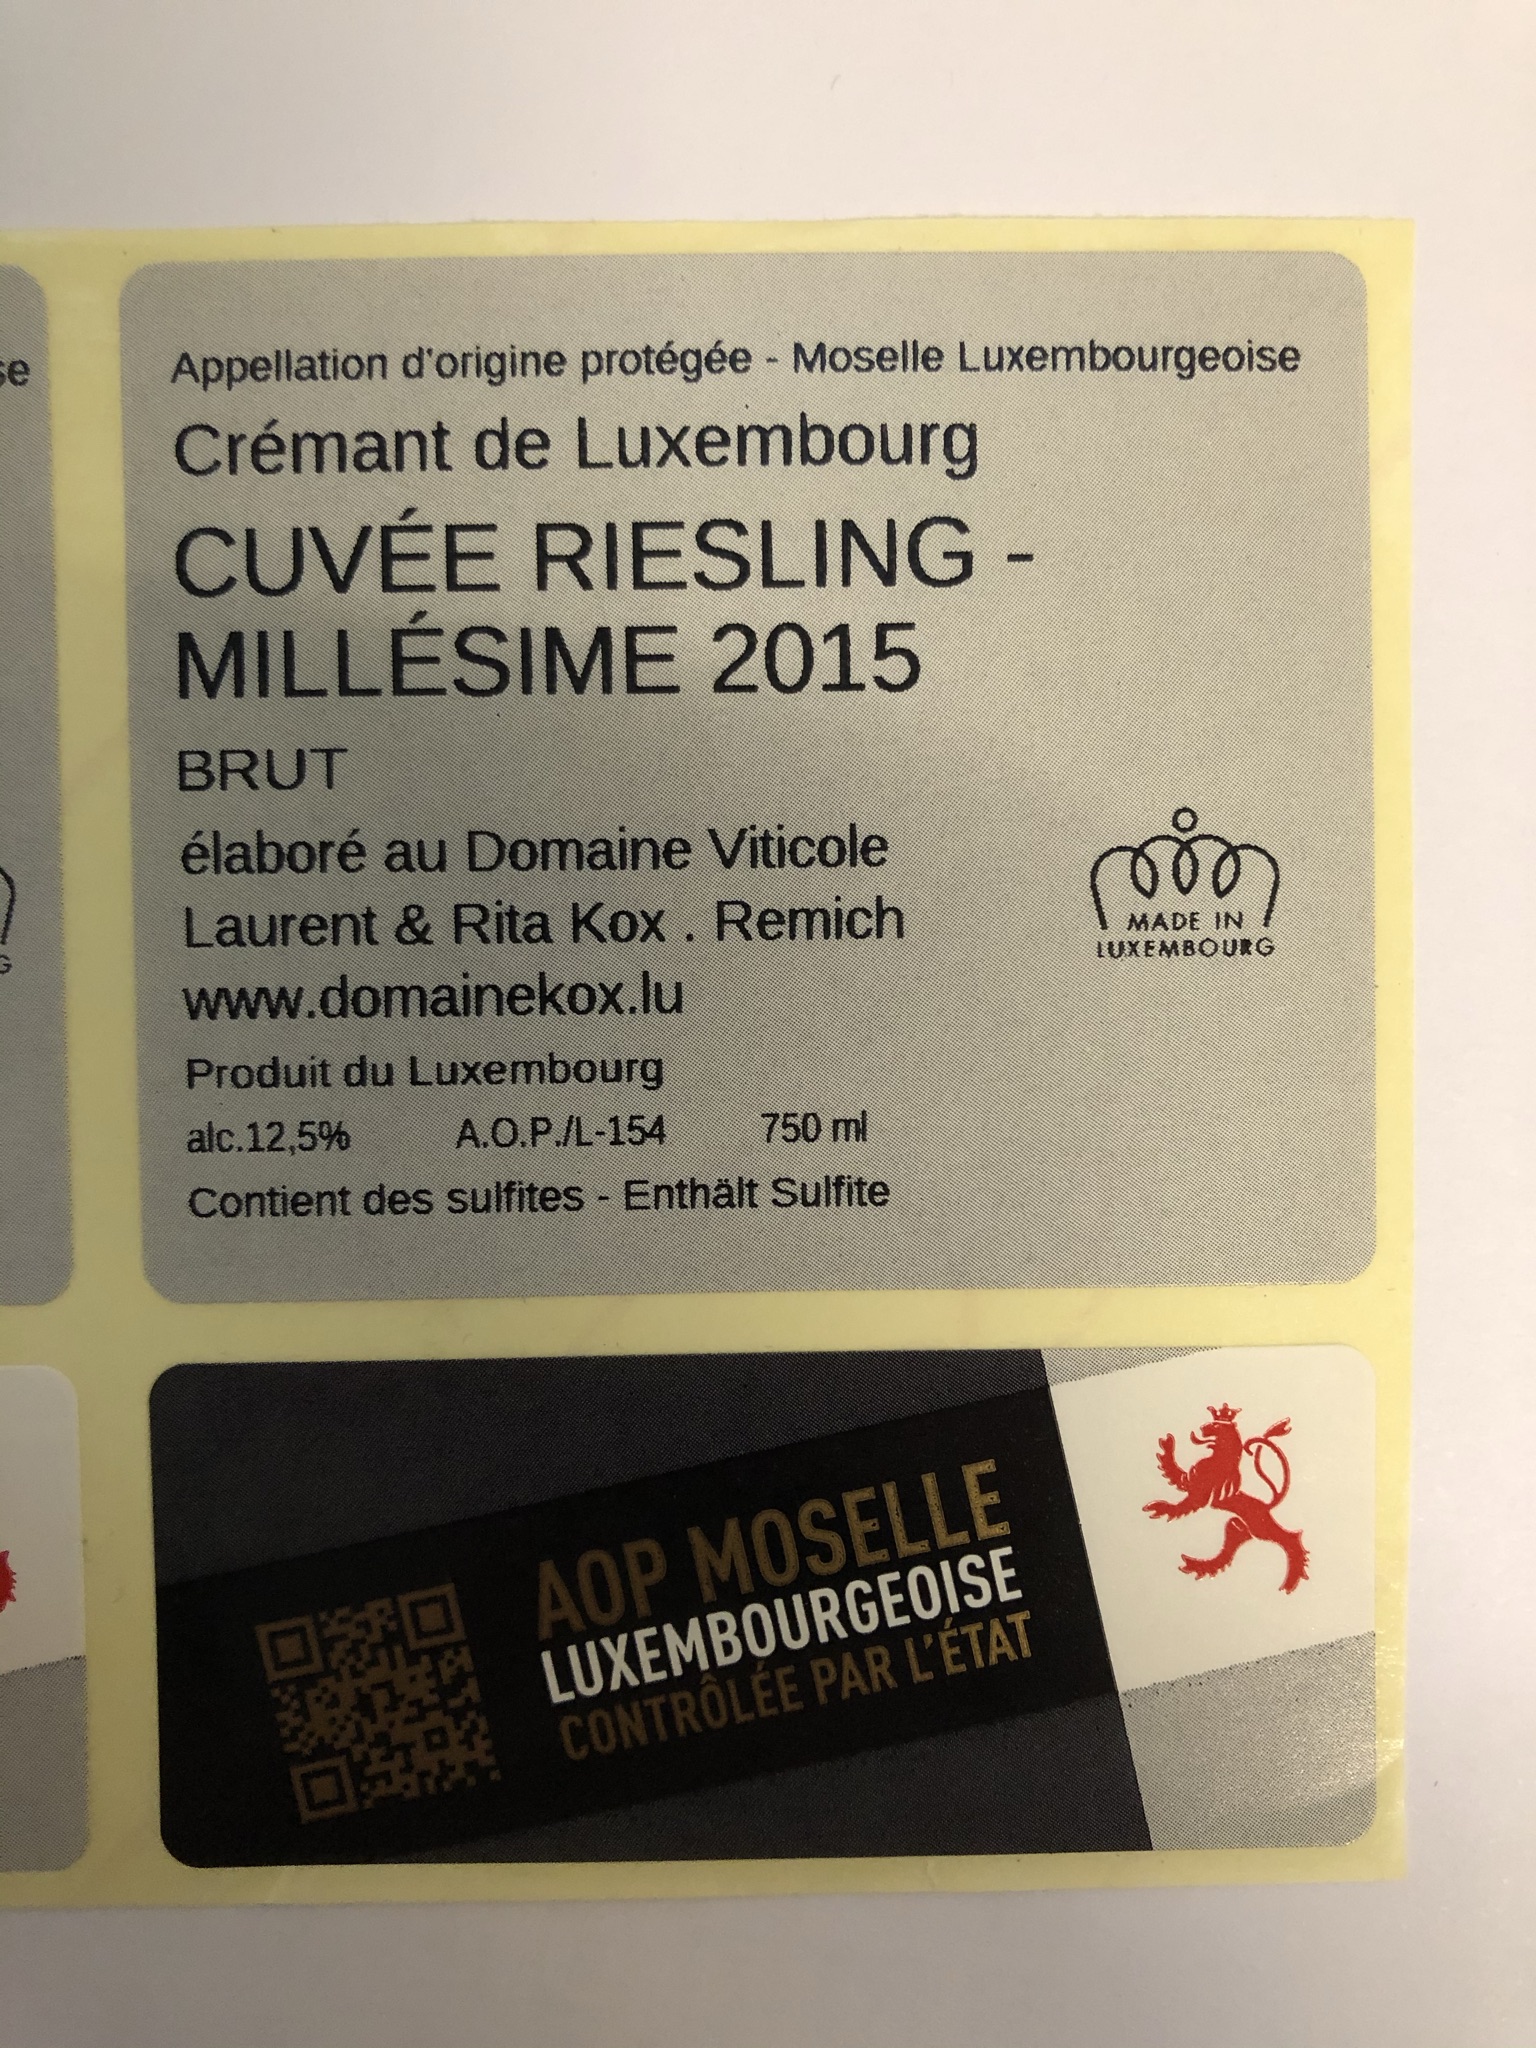 Appellation d'origine protégée - Moselle Luxembourgeoise
Crémant de Luxembourg
CUVÉE RIESLING -
MILLÉSIME 2015
BRUT
élaboré au Domaine Viticole
Laurent & Rita Kox . Remich
www.domainekox.lu
MADE IN
LUXEMBOURG
Produit du Luxembourg
alc.12,5% A.O.P./L-154 750 ml
Contient des sulfites - Enthält Sulfite
AOP MOSELLE
LUXEMBOURGEOISE
CONTRÔLÉE PAR L'ÉTAT